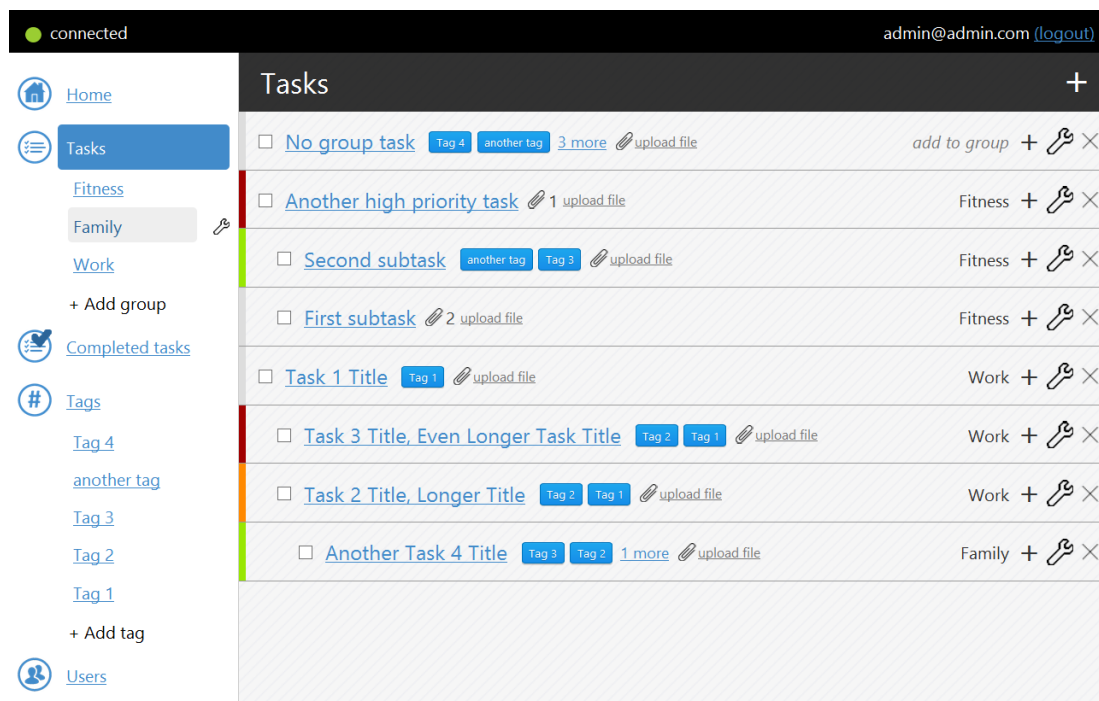 connected admin@admin.com (logout)
Home
Tasks
Fitness
Family
Work
+ Add group
Completed tasks
# Tags
Tag 4
another tag
Tag 3
Tag 2
Tag 1
+ Add tag
Users
Tasks +
No group task Tag 4 another tag 3 more upload file add to group +
Another high priority task 1 upload file Fitness +
Second subtask another tag Tag 3 upload file Fitness +
First subtask 2 upload file Fitness +
Task 1 Title Tag 1 upload file Work +
Task 3 Title, Even Longer Task Title Tag 2 Tag 1 upload file Work +
Task 2 Title, Longer Title Tag 2 Tag 1 upload file Work +
Another Task 4 Title Tag 3 Tag 2 1 more upload file Family +